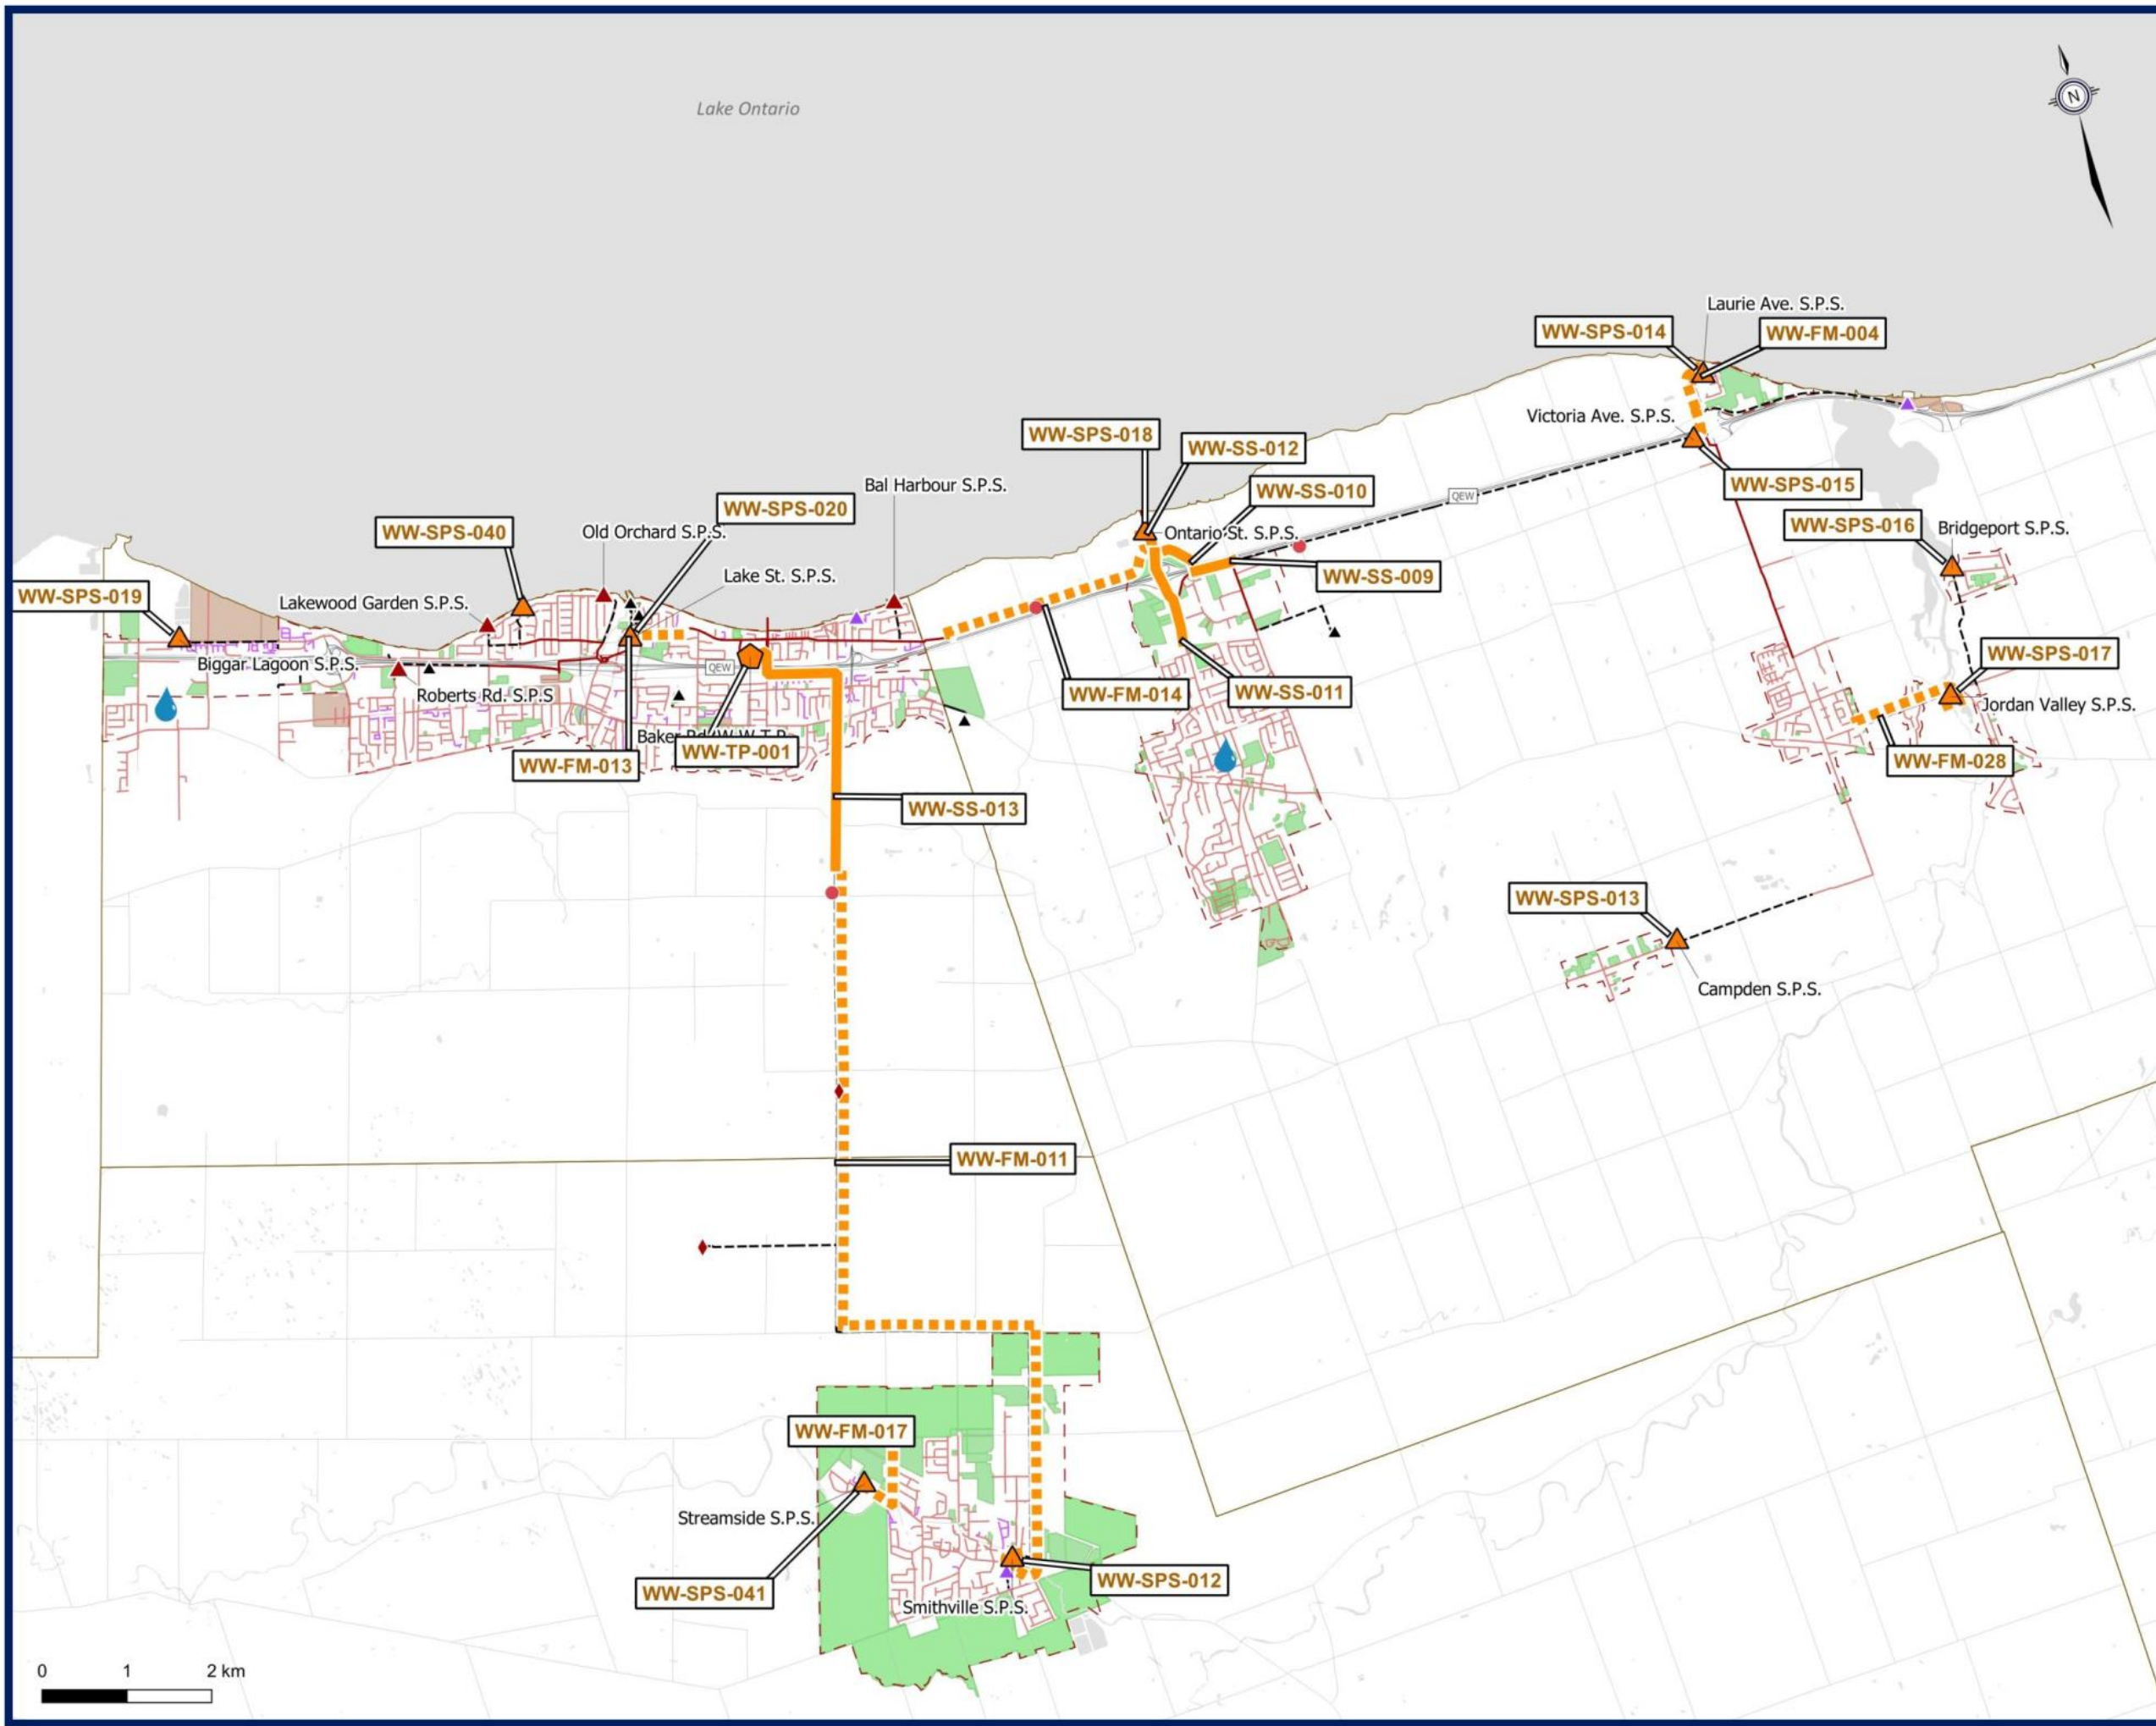 Lake Ontario
N
Laurie Ave. S.P.S.
WW-SPS-014
WW-FM-004
Victoria Ave. S.P.S.
WW-SPS-018
WW-SS-012
WW-SPS-015
Bal Harbour S.P.S.
WW-SS-010
QEW
WW-SPS-020
WW-SPS-040
Old Orchard S.P.S.
Ontario St. S.P.S.
WW-SPS-016
Bridgeport S.P.S.
Lake St. S.P.S.
WW-SS-009
WW-SPS-019
Lakewood Garden S.P.S.
Biggar Lagoon S.P.S.
QEW
WW-SPS-017
Roberts Rd. S.P.S
WW-FM-014
WW-SS-011
Jordan Valley S.P.S.
Baker Rd. W.W.T.P.
WW-TP-001
WW-FM-013
WW-FM-028
WW-SS-013
WW-SPS-013
Campden S.P.S.
WW-FM-011
WW-FM-017
Streamside S.P.S.
WW-SPS-041
WW-SPS-012
Smithville S.P.S.
0 1 2 km